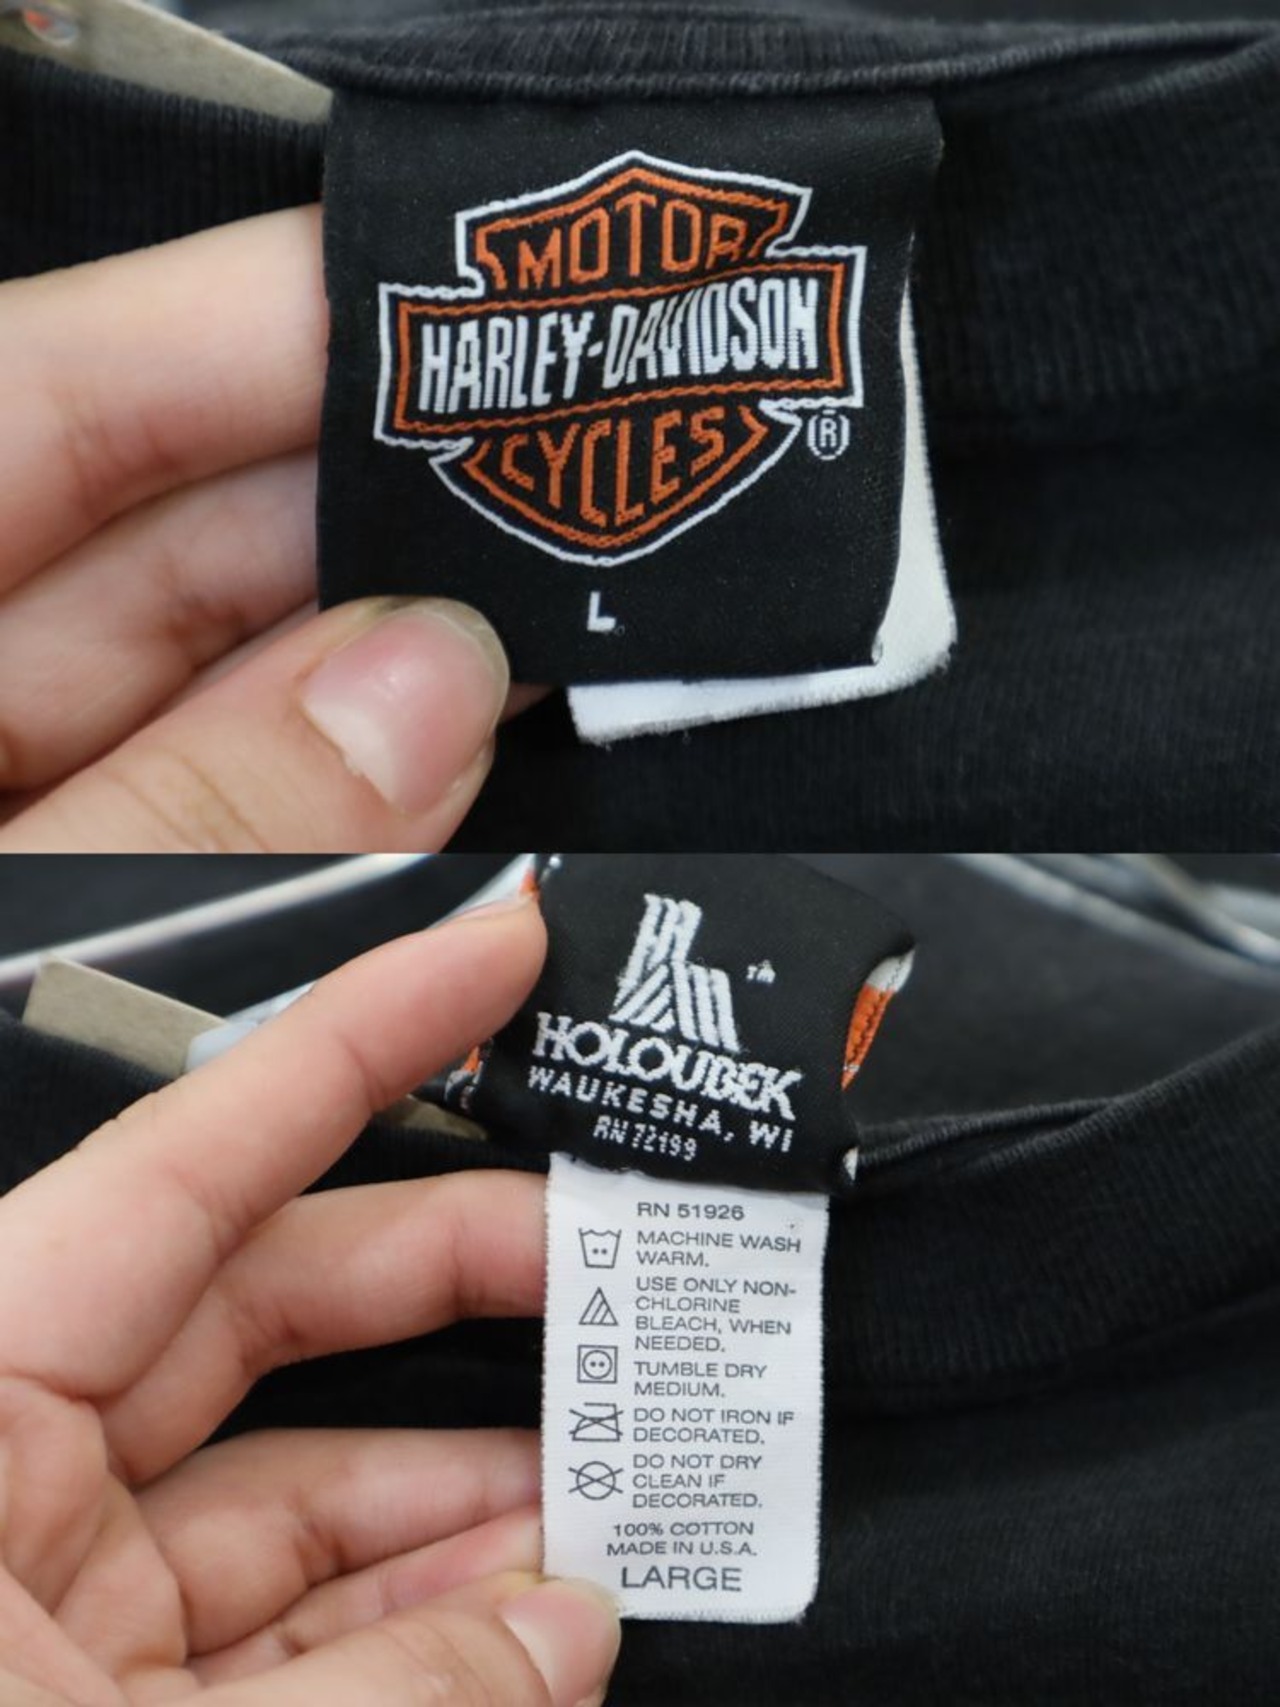 MOTOR
HARLEY-DAVIDSON
CYCLES
®
L
™
HOLOUBEK
WAUKESHA, WI
RN 72199
RN 51926
MACHINE WASH
WARM.
USE ONLY NON-
CHLORINE
BLEACH, WHEN
NEEDED.
TUMBLE DRY
MEDIUM.
DO NOT IRON IF
DECORATED.
DO NOT DRY
CLEAN IF
DECORATED.
100% COTTON
MADE IN U.S.A.
LARGE